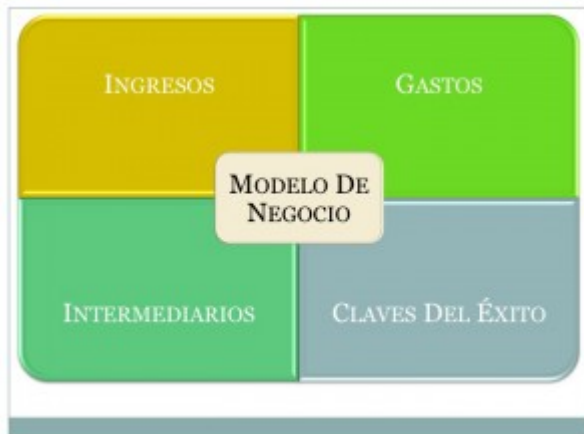 Ingresos
Gastos
Modelo De
Negocio
Intermediarios
Claves Del Éxito